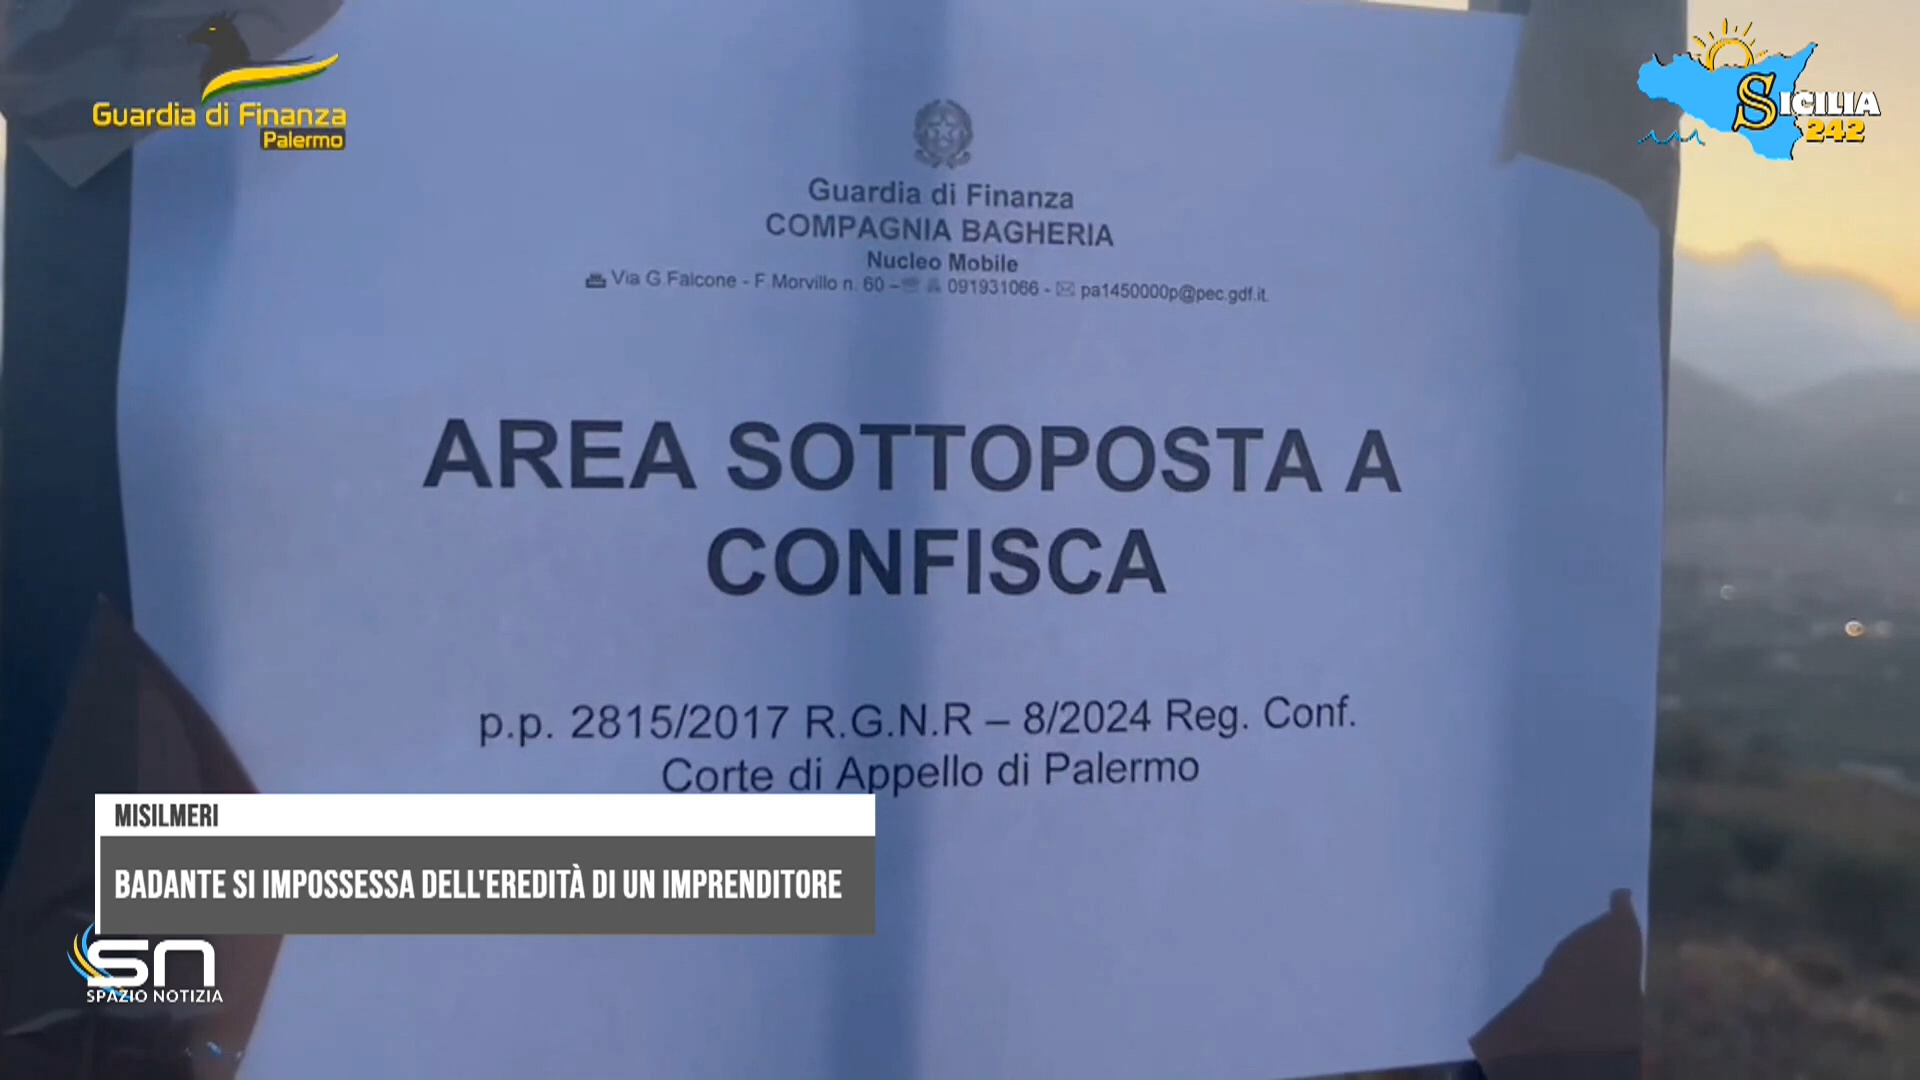 Guardia di Finanza
Palermo
SICILIA
242
Guardia di Finanza
COMPAGNIA BAGHERIA
Nucleo Mobile
Via G.Falcone - F Morvillo n. 60 – 091931066 - pa1450000p@pec.gdf.it.
AREA SOTTOPOSTA A
CONFISCA
p.p. 2815/2017 R.G.N.R – 8/2024 Reg. Conf.
Corte di Appello di Palermo
MISILMERI
BADANTE SI IMPOSSESSA DELL'EREDITÀ DI UN IMPRENDITORE
SN
SPAZIO NOTIZIA